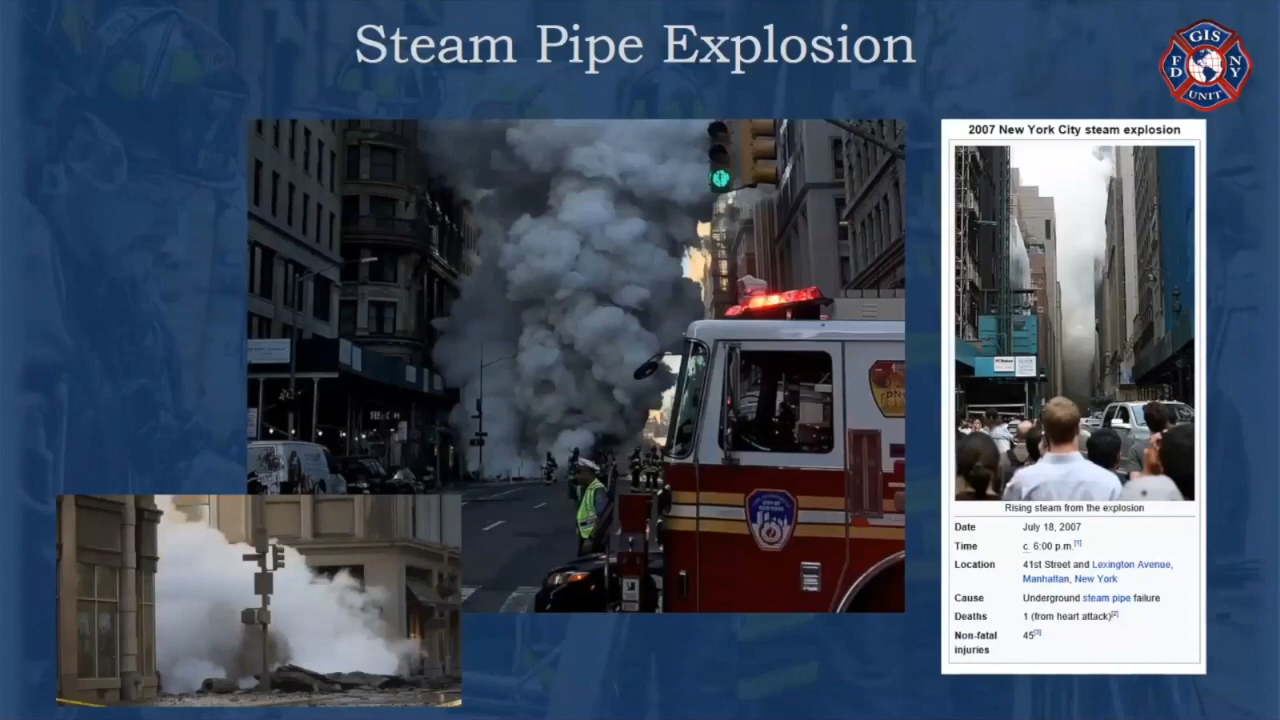 Steam Pipe Explosion
GIS
FD NY
UNIT
2007 New York City steam explosion
Rising steam from the explosion
Date July 18, 2007
Time c. 6:00 p.m.[1]
Location 41st Street and Lexington Avenue,
Manhattan, New York
Cause Underground steam pipe failure
Deaths 1 (from heart attack)[2]
Non-fatal 45[3]
injuries